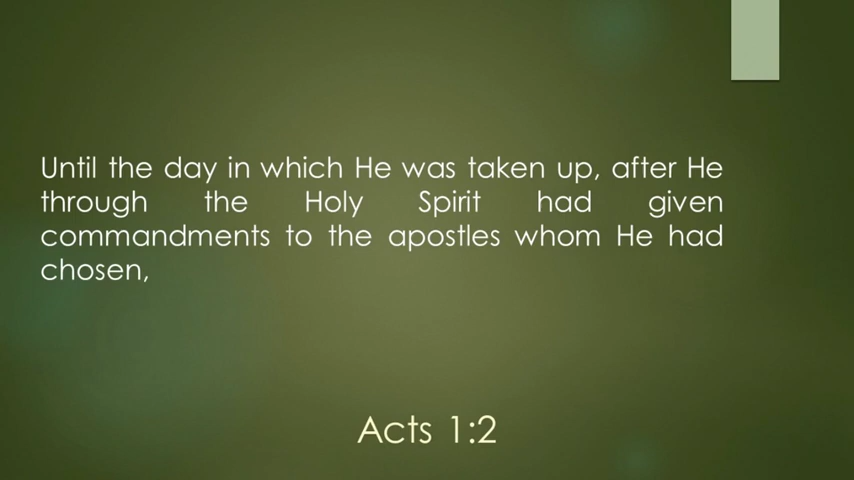 Until the day in which He was taken up, after He
through the Holy Spirit had given
commandments to the apostles whom He had
chosen,
Acts 1:2